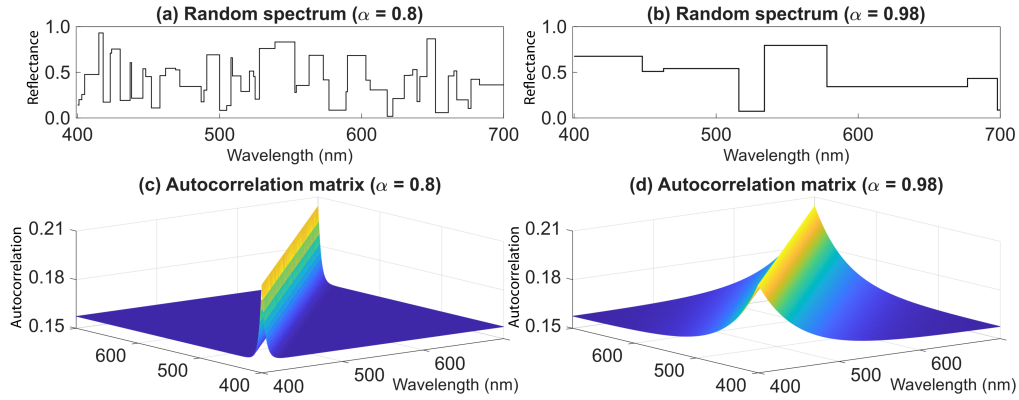 (a) Random spectrum (α = 0.8)
1.0
0.5
0.0
Reflectance
400 500 600 700
Wavelength (nm)
(b) Random spectrum (α = 0.98)
1.0
0.5
0.0
Reflectance
400 500 600 700
Wavelength (nm)
(c) Autocorrelation matrix (α = 0.8)
0.21
0.18
0.15
Autocorrelation
600
500
400
400
500
600
Wavelength (nm)
(d) Autocorrelation matrix (α = 0.98)
0.21
0.18
0.15
Autocorrelation
600
500
400
400
500
600
Wavelength (nm)